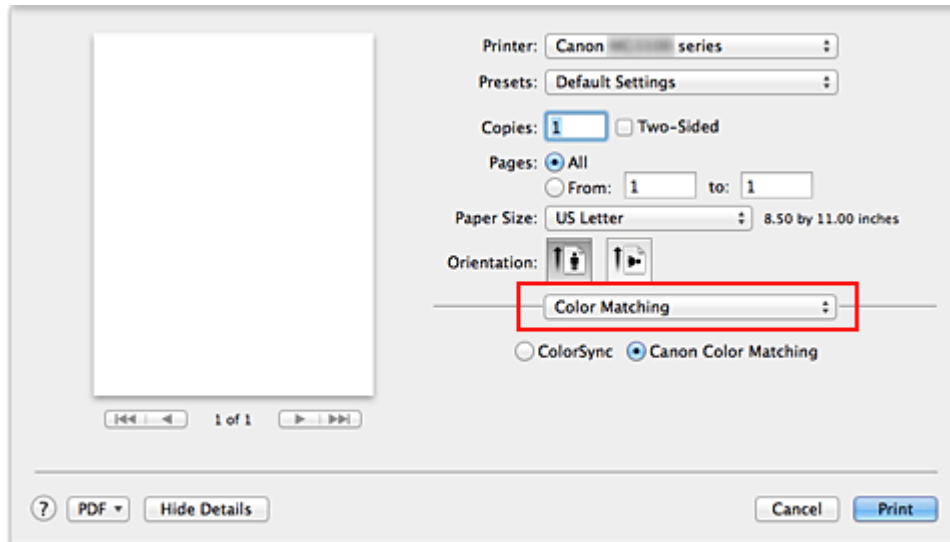 Printer: Canon series
Presets: Default Settings
Copies: 1 Two-Sided
Pages: All
From: 1 to: 1
Paper Size: US Letter 8.50 by 11.00 inches
Orientation:
Color Matching
ColorSync Canon Color Matching
1 of 1
? PDF Hide Details Cancel Print